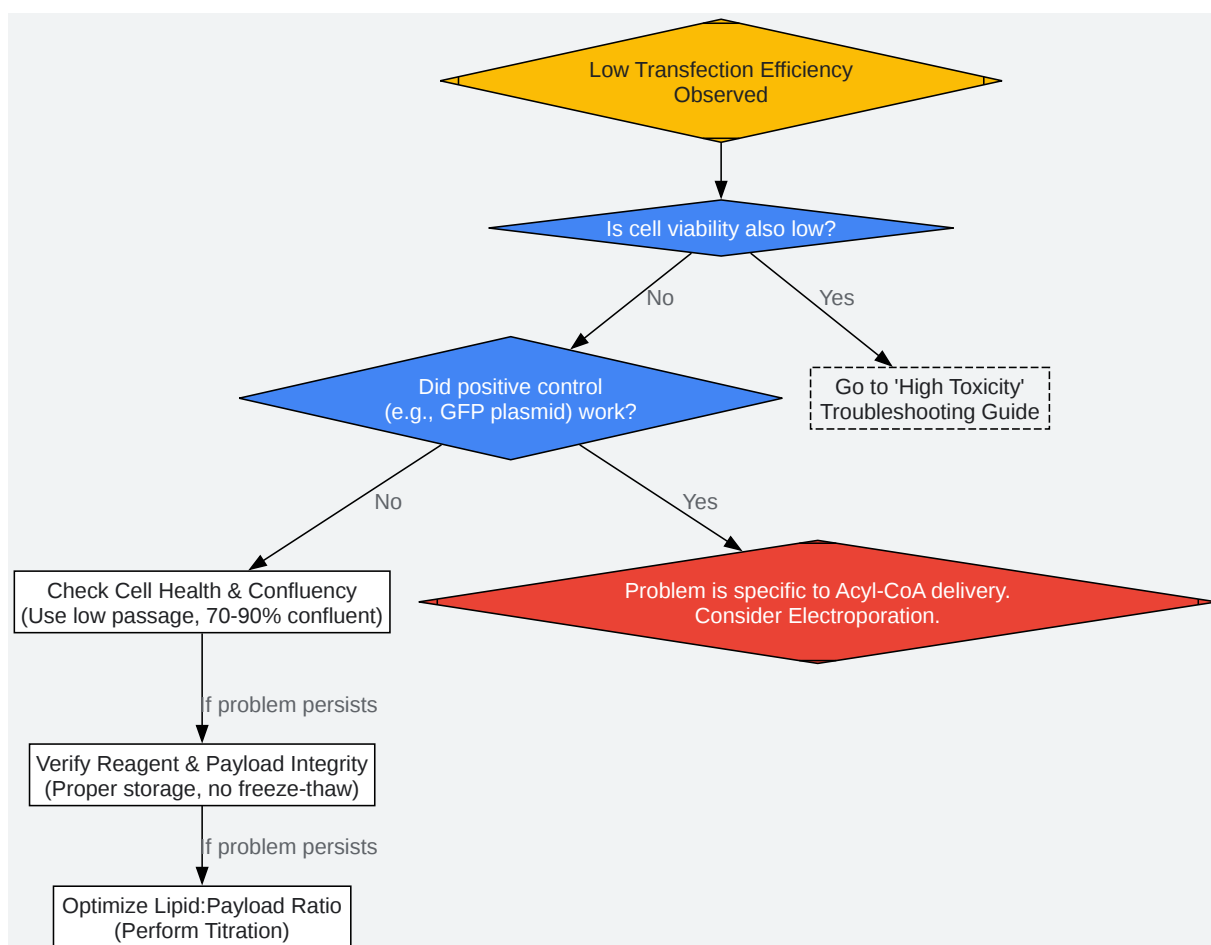 Low Transfection Efficiency
Observed
Is cell viability also low?
No
Yes
Did positive control
(e.g., GFP plasmid) work?
Go to 'High Toxicity'
Troubleshooting Guide
No
Yes
Check Cell Health & Confluency
(Use low passage, 70-90% confluent)
Problem is specific to Acyl-CoA delivery.
Consider Electroporation.
If problem persists
Verify Reagent & Payload Integrity
(Proper storage, no freeze-thaw)
If problem persists
Optimize Lipid:Payload Ratio
(Perform Titration)